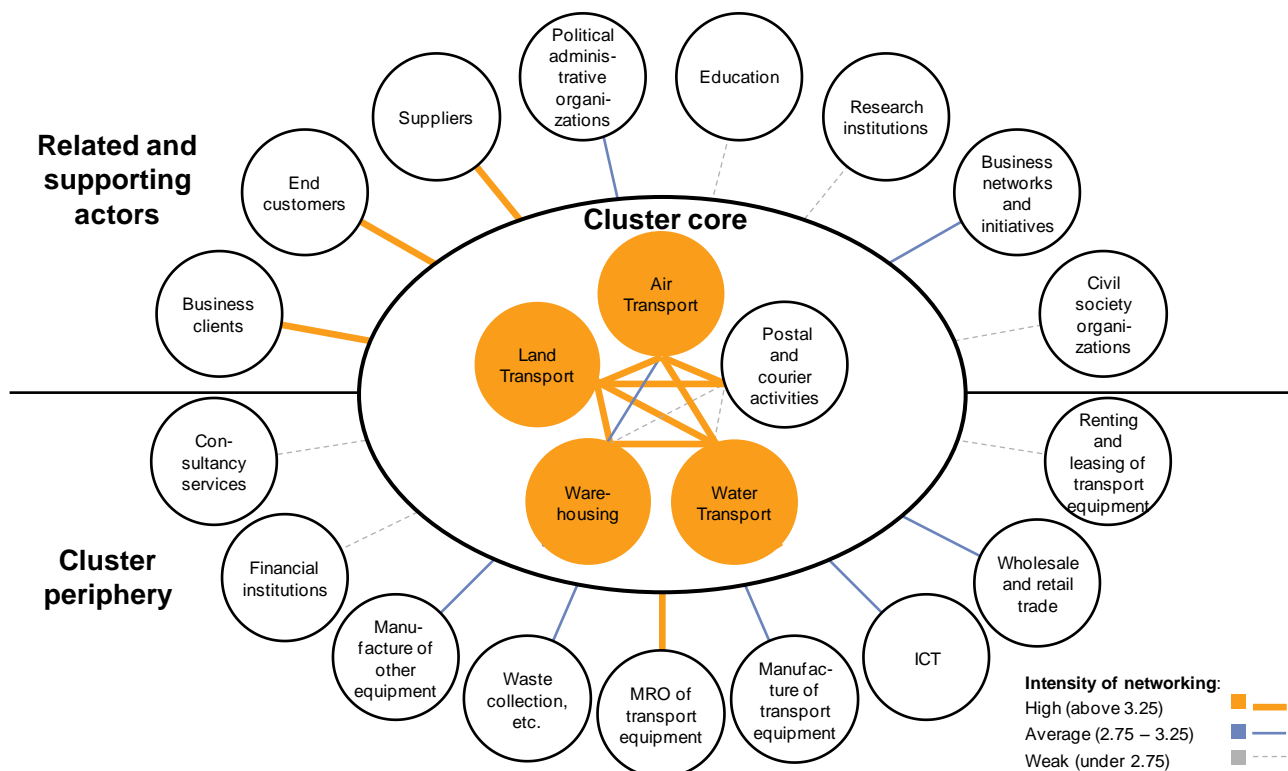 Related and
supporting
actors
Business
clients
End
customers
Suppliers
Political
adminis-
trative
organi-
zations
Education
Research
institutions
Business
networks
and
initiatives
Civil
society
organi-
zations
Cluster core
Air
Transport
Land
Transport
Postal
and
courier
activities
Ware-
housing
Water
Transport
Cluster
periphery
Con-
sultancy
services
Financial
institutions
Manu-
facture of
other
equipment
Waste
collection,
etc.
MRO of
transport
equipment
Manufac-
ture of
transport
equipment
ICT
Wholesale
and retail
trade
Renting
and
leasing of
transport
equipment
Intensity of networking:
High (above 3.25)
Average (2.75 – 3.25)
Weak (under 2.75)